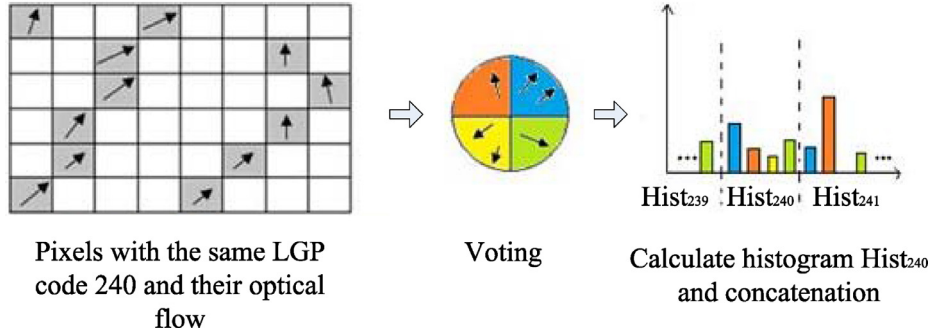 ... ...
Hist239 Hist240 Hist241
Pixels with the same LGP
code 240 and their optical
flow
Voting
Calculate histogram Hist240
and concatenation